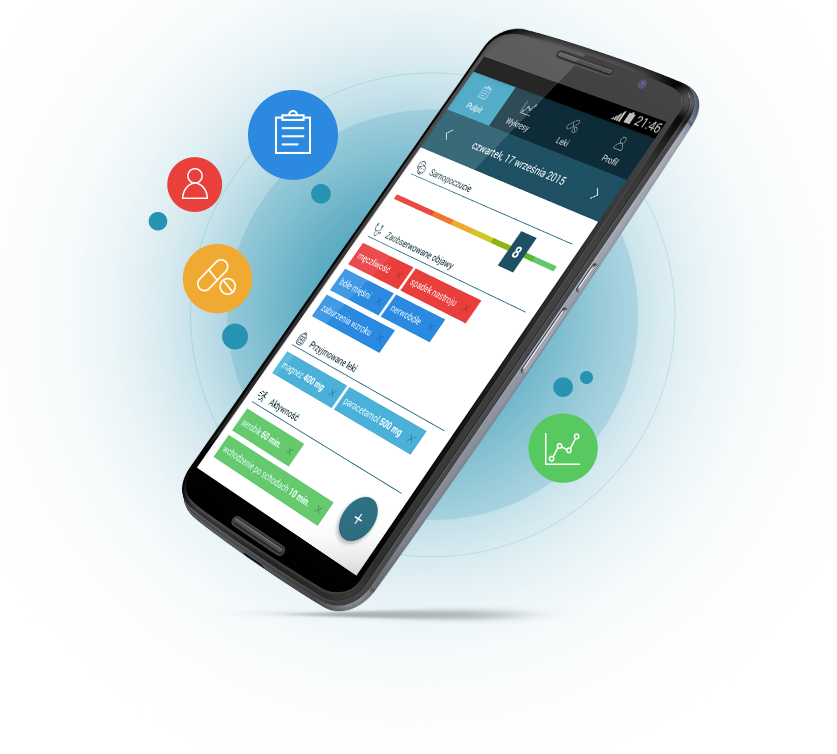 21:46
Pulpit
Wykresy
Leki
Profil
czwartek, 17 września 2015
Samopoczucie
8
Zaobserwowane objawy
męczliwość x spadek nastroju x
bóle mięśni x nerwobóle x
zaburzenia wzroku x
Przyjmowane leki
magnez 400 mg x paracetamol 500 mg x
Aktywność
aerobik 60 min. x
wchodzenie po schodach 10 min. x
+